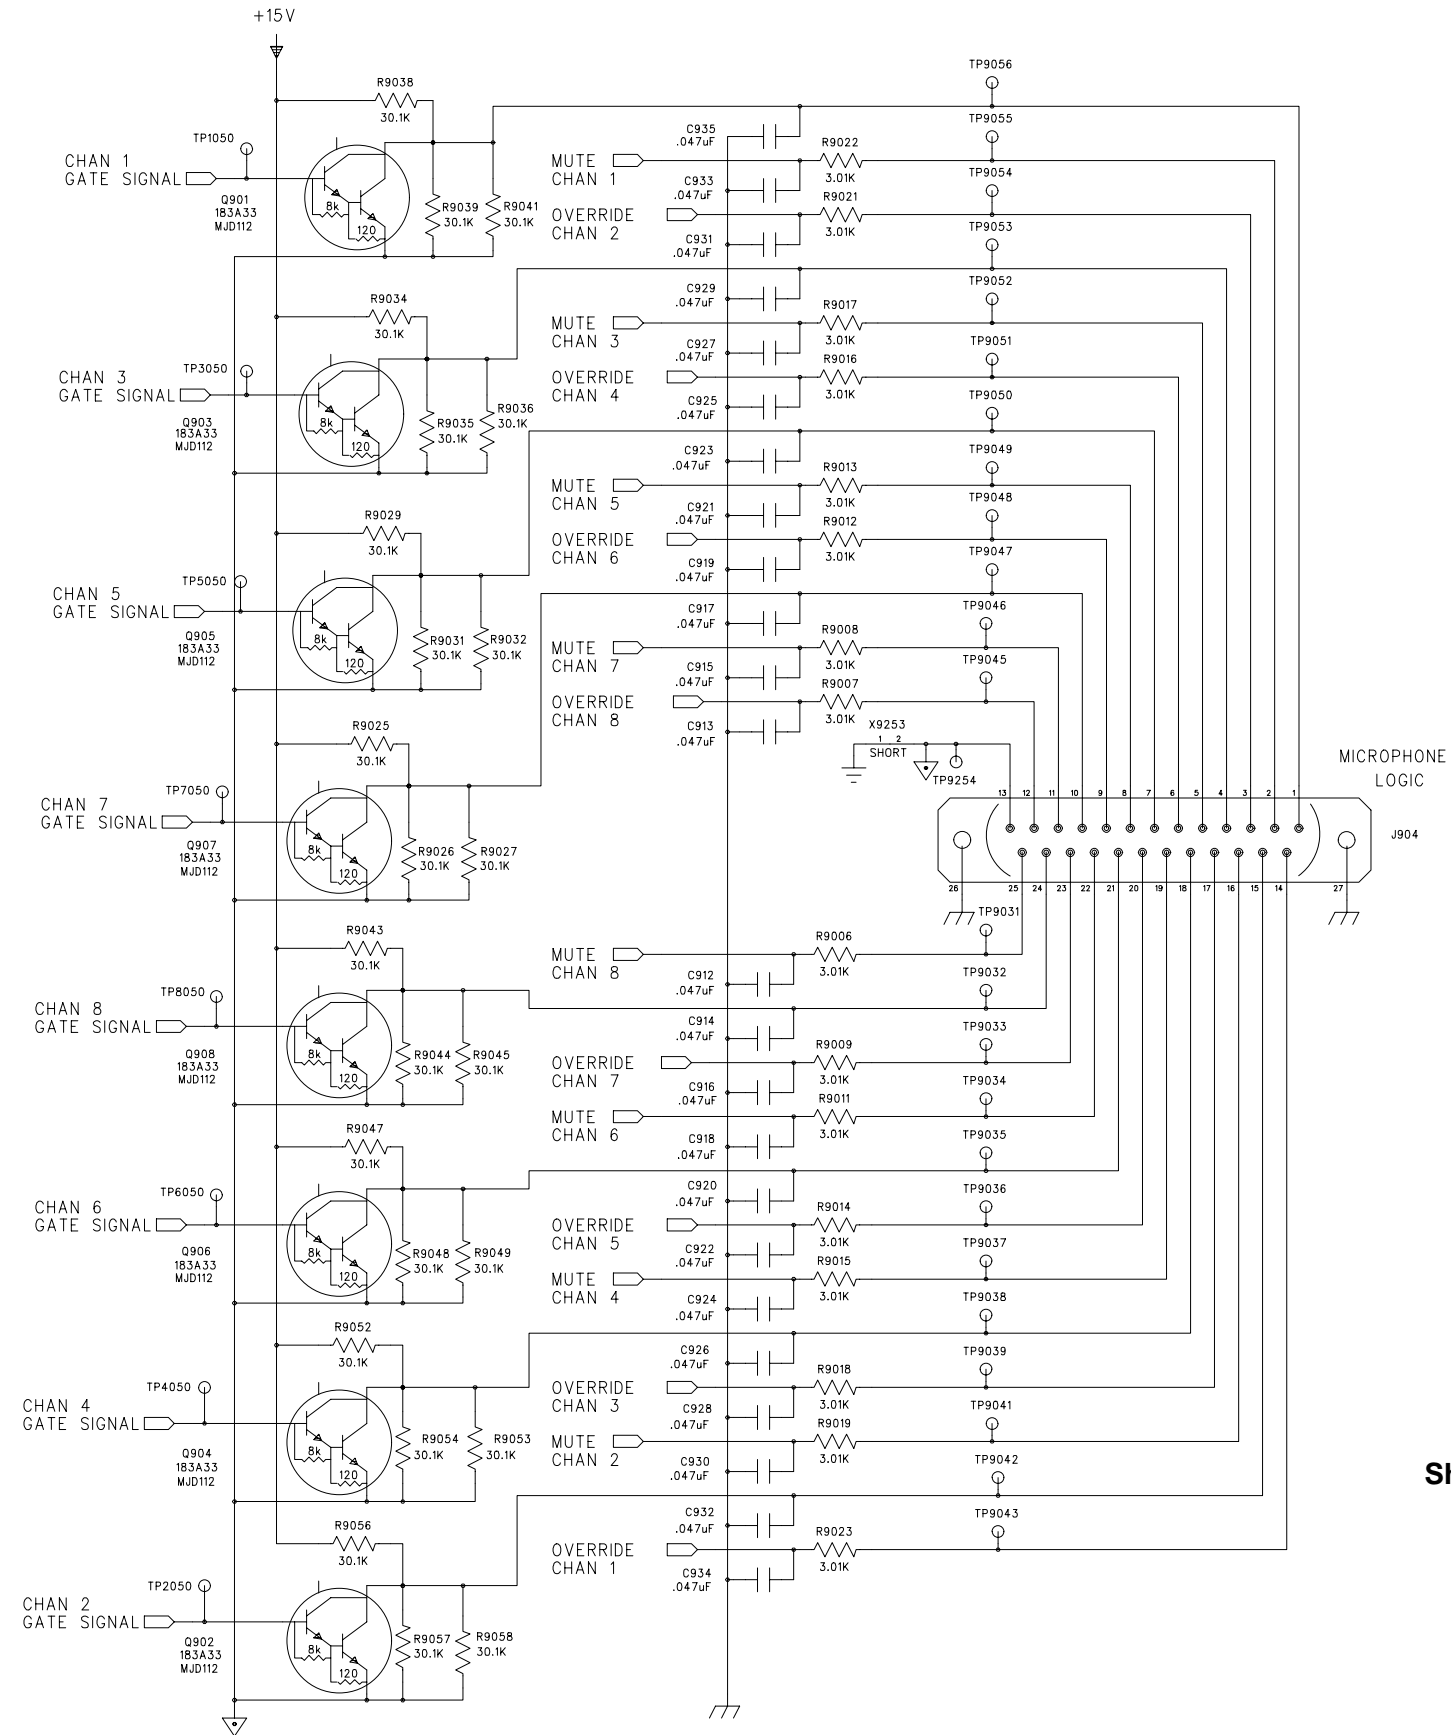 +15V
R9038
30.1K
TP1050
CHAN 1
GATE SIGNAL
Q901
183A33
MJD112
8k
120
R9039
30.1K
R9041
30.1K
R9034
30.1K
TP3050
CHAN 3
GATE SIGNAL
Q903
183A33
MJD112
8k
120
R9035
30.1K
R9036
30.1K
R9029
30.1K
TP5050
CHAN 5
GATE SIGNAL
Q905
183A33
MJD112
8k
120
R9031
30.1K
R9032
30.1K
R9025
30.1K
TP7050
CHAN 7
GATE SIGNAL
Q907
183A33
MJD112
8k
120
R9026
30.1K
R9027
30.1K
R9043
30.1K
TP8050
CHAN 8
GATE SIGNAL
Q908
183A33
MJD112
8k
120
R9044
30.1K
R9045
30.1K
R9047
30.1K
TP6050
CHAN 6
GATE SIGNAL
Q906
183A33
MJD112
8k
120
R9048
30.1K
R9049
30.1K
R9052
30.1K
TP4050
CHAN 4
GATE SIGNAL
Q904
183A33
MJD112
8k
120
R9054
30.1K
R9053
30.1K
R9056
30.1K
TP2050
CHAN 2
GATE SIGNAL
Q902
183A33
MJD112
8k
120
R9057
30.1K
R9058
30.1K
TP9056
C935
.047uF
TP9055
MUTE
CHAN 1
R9022
3.01K
C933
.047uF
TP9054
OVERRIDE
CHAN 2
R9021
3.01K
C931
.047uF
TP9053
C929
.047uF
TP9052
MUTE
CHAN 3
R9017
3.01K
C927
.047uF
TP9051
OVERRIDE
CHAN 4
R9016
3.01K
C925
.047uF
TP9050
C923
.047uF
TP9049
MUTE
CHAN 5
R9013
3.01K
C921
.047uF
TP9048
OVERRIDE
CHAN 6
R9012
3.01K
C919
.047uF
TP9047
C917
.047uF
TP9046
MUTE
CHAN 7
R9008
3.01K
C915
.047uF
TP9045
OVERRIDE
CHAN 8
R9007
3.01K
C913
.047uF
X9253
1 2
SHORT
TP9254
MICROPHONE
LOGIC
J904
13 12 11 10 9 8 7 6 5 4 3 2 1
26 25 24 23 22 21 20 19 18 17 16 15 14 27
TP9031
MUTE
CHAN 8
R9006
3.01K
C912
.047uF
TP9032
C914
.047uF
TP9033
OVERRIDE
CHAN 7
R9009
3.01K
C916
.047uF
TP9034
MUTE
CHAN 6
R9011
3.01K
C918
.047uF
TP9035
C920
.047uF
TP9036
OVERRIDE
CHAN 5
R9014
3.01K
C922
.047uF
TP9037
MUTE
CHAN 4
R9015
3.01K
C924
.047uF
TP9038
C926
.047uF
TP9039
OVERRIDE
CHAN 3
R9018
3.01K
C928
.047uF
TP9041
MUTE
CHAN 2
R9019
3.01K
C930
.047uF
TP9042
C932
.047uF
TP9043
OVERRIDE
CHAN 1
R9023
3.01K
C934
.047uF